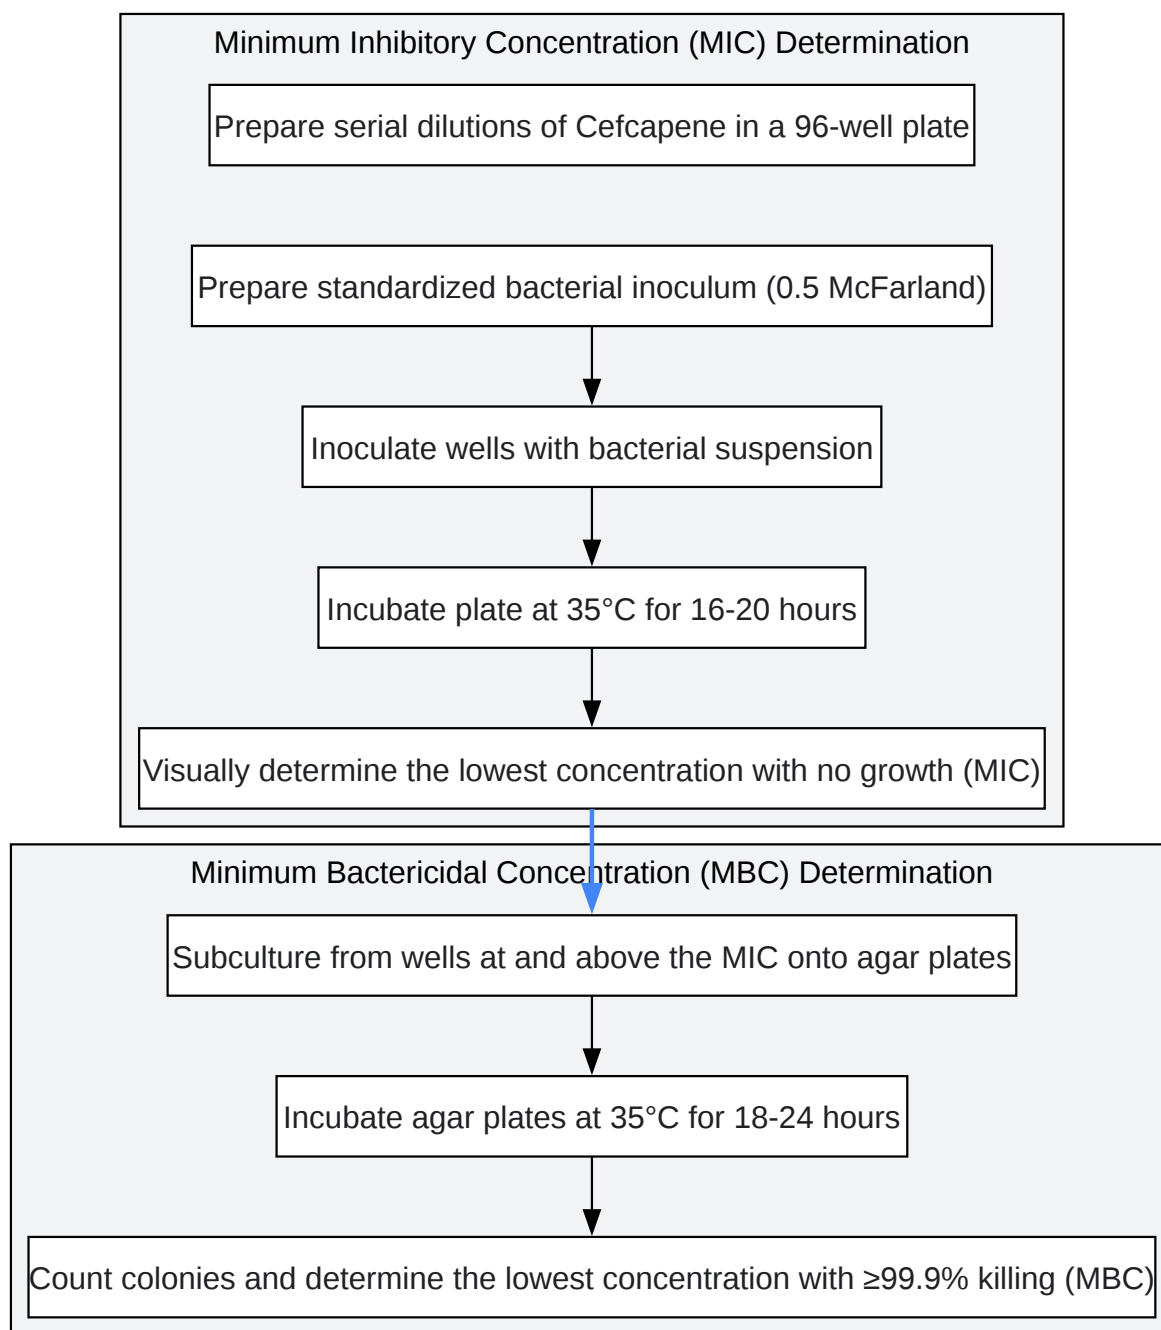 Minimum Inhibitory Concentration (MIC) Determination
Prepare serial dilutions of Cefcapene in a 96-well plate
Prepare standardized bacterial inoculum (0.5 McFarland)
Inoculate wells with bacterial suspension
Incubate plate at 35°C for 16-20 hours
Visually determine the lowest concentration with no growth (MIC)
Minimum Bactericidal Concentration (MBC) Determination
Subculture from wells at and above the MIC onto agar plates
Incubate agar plates at 35°C for 18-24 hours
Count colonies and determine the lowest concentration with ≥99.9% killing (MBC)